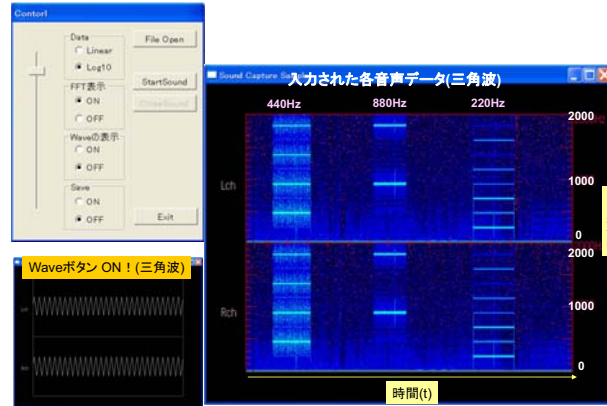 Contorl
Data
Linear
Log10
FFT表示
ON
OFF
Waveの表示
ON
OFF
Save
ON
OFF
File Open
StartSound
CloseSound
Exit
Waveボタン ON！(三角波)
Lch
Rch
Sound Capture Sample
入力された各音声データ(三角波)
440Hz
880Hz
220Hz
Lch
2000
1000
0
Rch
2000
1000
0
時間(t)